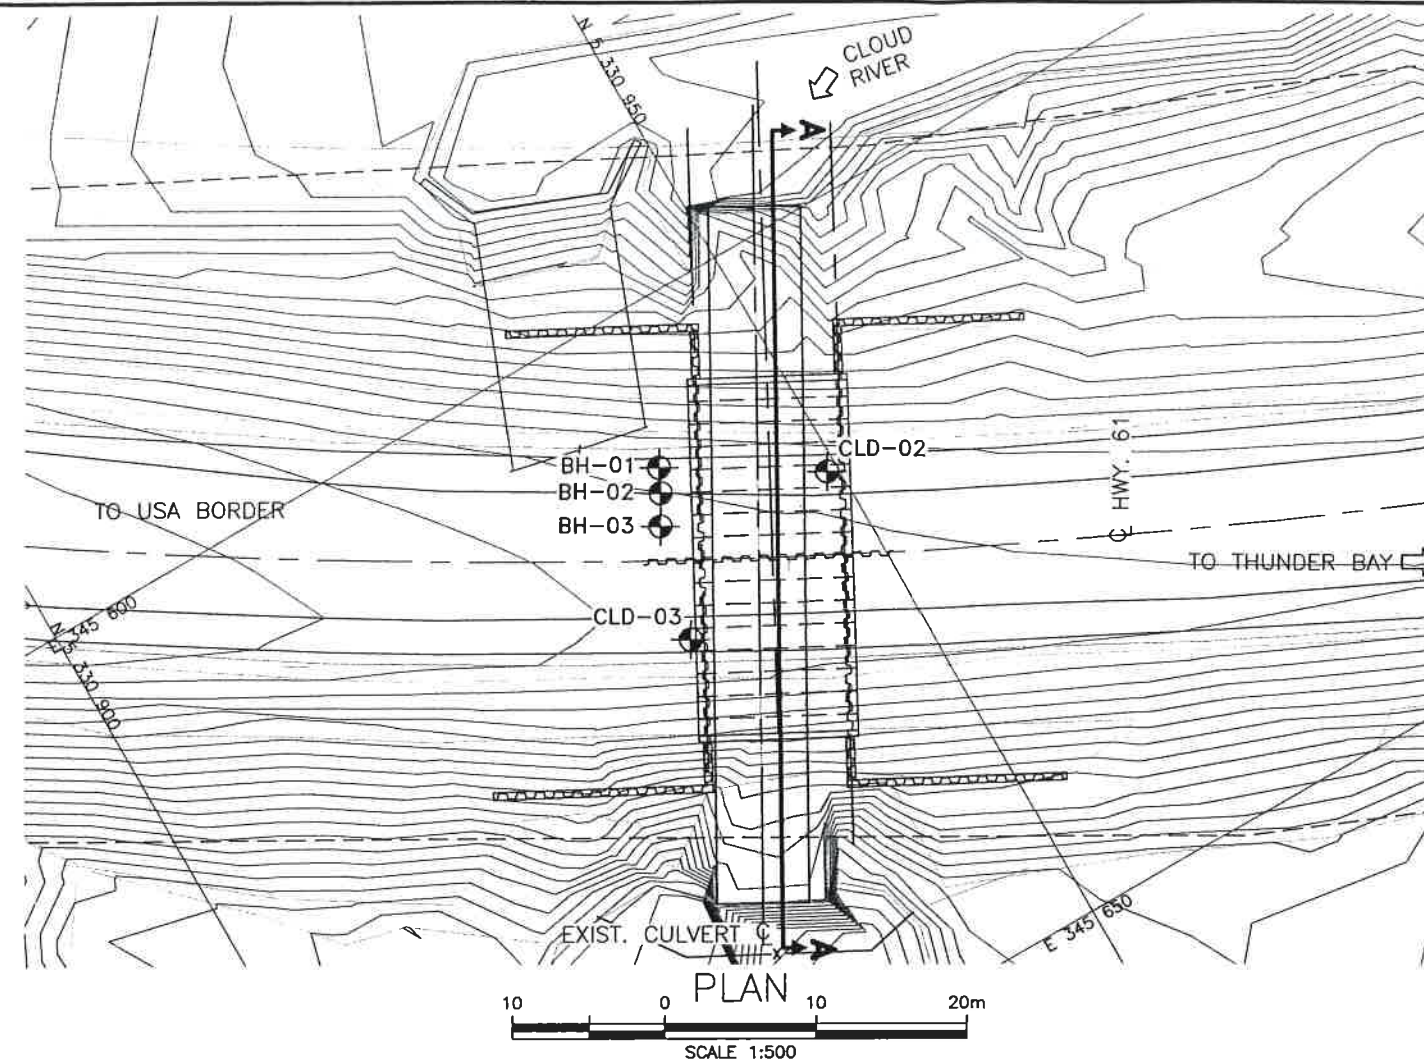 CLOUD
RIVER
N 5 330 950
A
CLD-02
BH-01
BH-02
BH-03
HWY. 61
TO USA BORDER
TO THUNDER BAY
CLD-03
E 345 600
N 5 330 900
E 345 650
EXIST. CULVERT ℄
A
PLAN
10 0 10 20m
SCALE 1:500